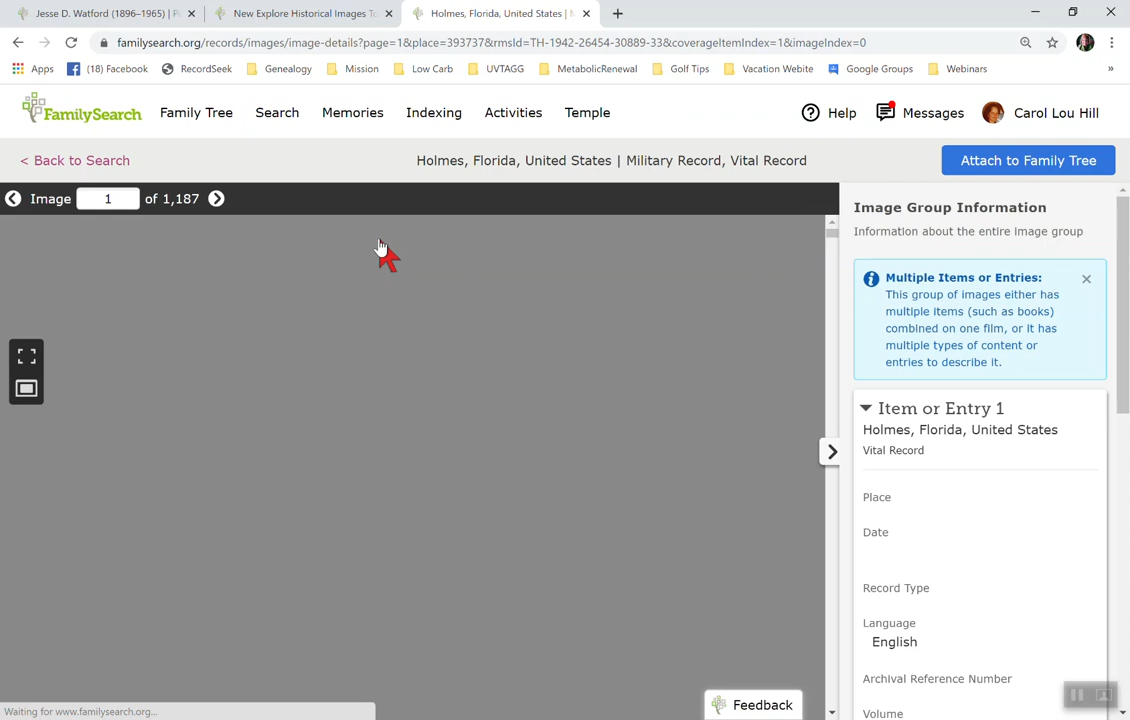 Jesse D. Watford (1896–1965) | P
New Explore Historical Images To
Holmes, Florida, United States |
familysearch.org/records/images/image-details?page=1&place=393737&rmsId=TH-1942-26454-30889-33&coverageItemIndex=1&imageIndex=0
Apps
(18) Facebook
RecordSeek
Genealogy
Mission
Low Carb
UVTAGG
MetabolicRenewal
Golf Tips
Vacation Webite
Google Groups
Webinars
»
FamilySearch
Family Tree
Search
Memories
Indexing
Activities
Temple
Help
Messages
Carol Lou Hill
< Back to Search
Holmes, Florida, United States | Military Record, Vital Record
Attach to Family Tree
Image 1 of 1,187
Image Group Information
Information about the entire image group
Multiple Items or Entries:
This group of images either has
multiple items (such as books)
combined on one film, or it has
multiple types of content or
entries to describe it.
Item or Entry 1
Holmes, Florida, United States
Vital Record
Place
Date
Record Type
Language
English
Archival Reference Number
Volume
Feedback
Waiting for www.familysearch.org...